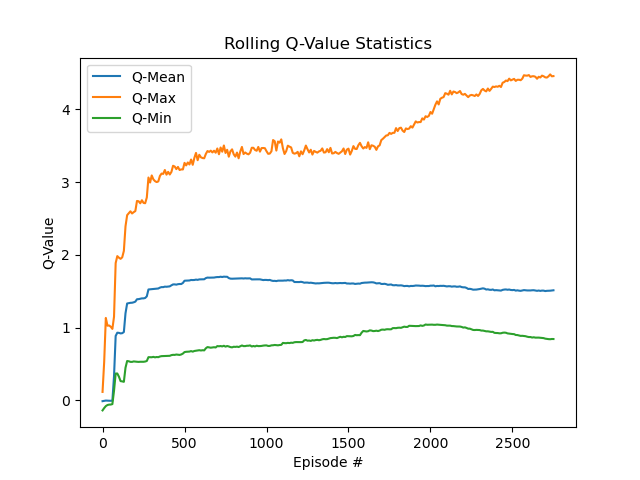 Rolling Q-Value Statistics
Q-Mean
Q-Max
Q-Min
Q-Value
4
3
2
1
0
0 500 1000 1500 2000 2500
Episode #